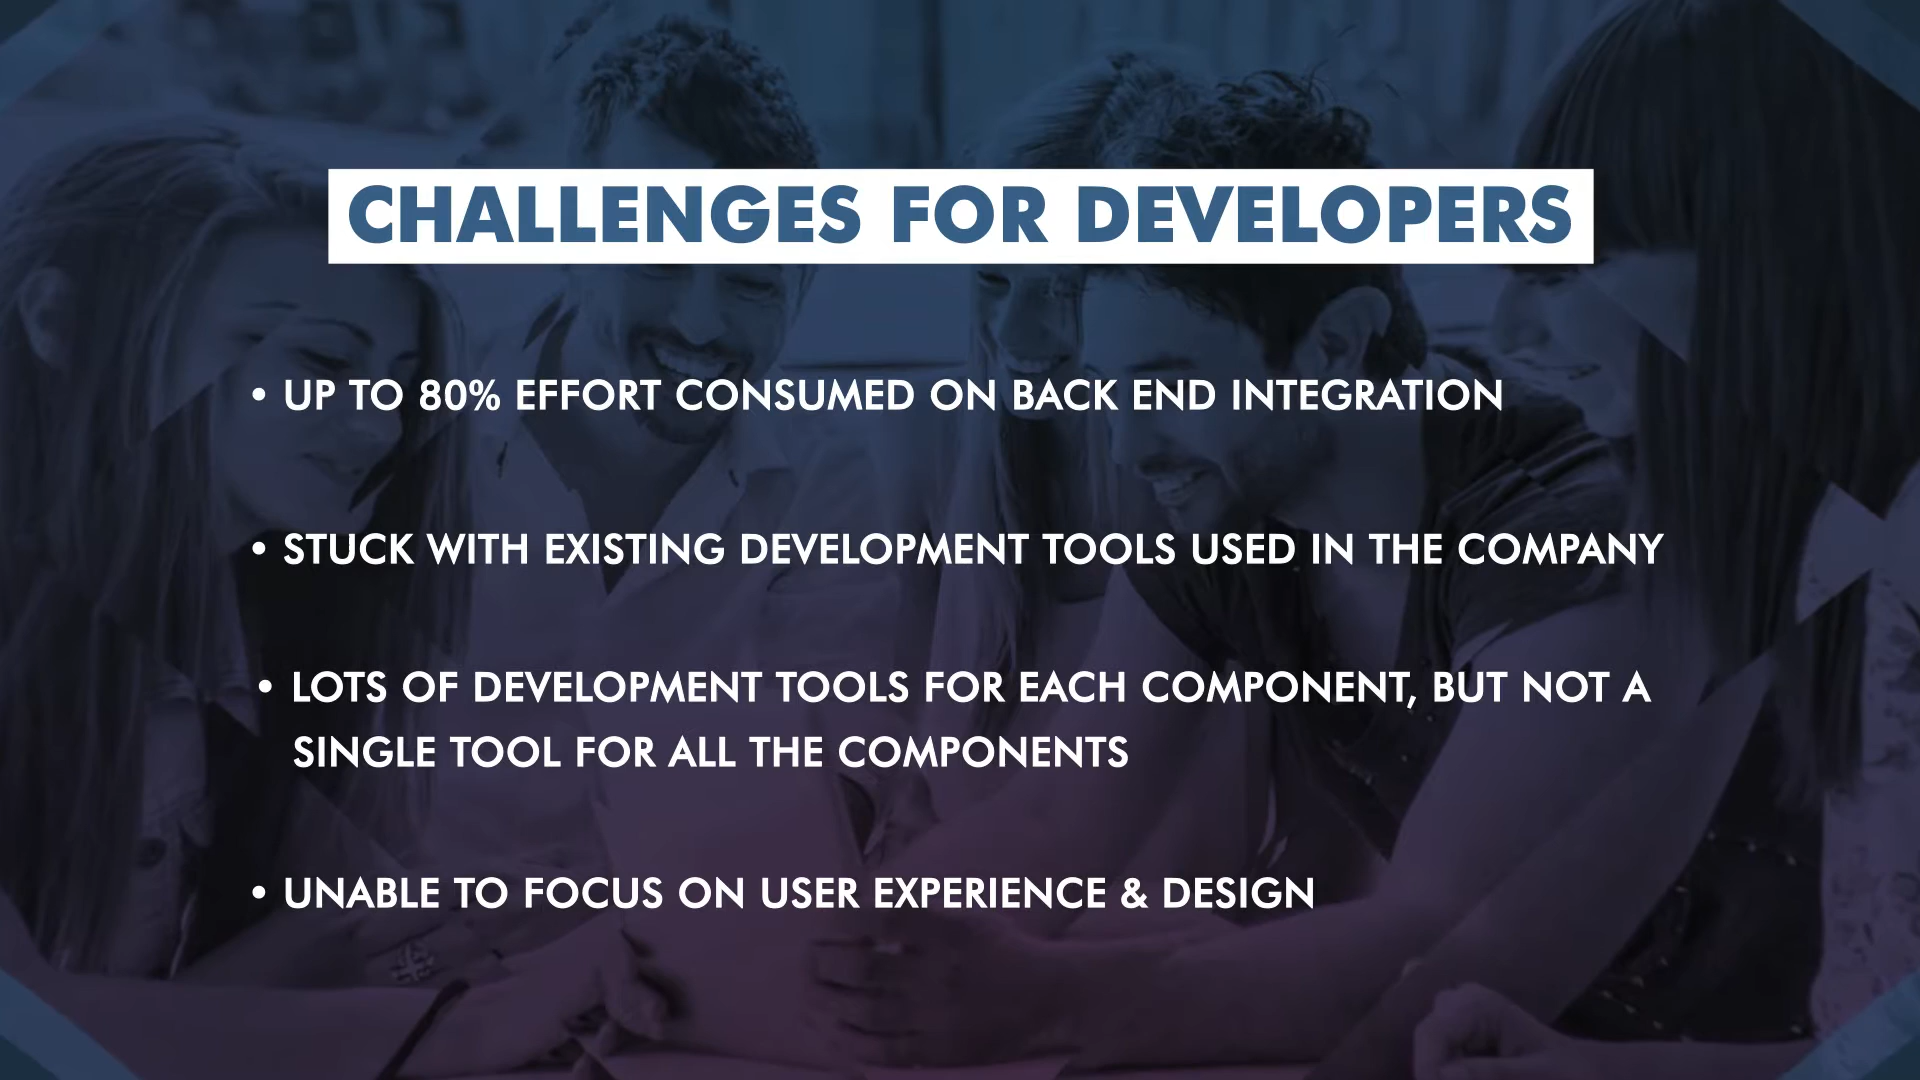 CHALLENGES FOR DEVELOPERS
• UP TO 80% EFFORT CONSUMED ON BACK END INTEGRATION
• STUCK WITH EXISTING DEVELOPMENT TOOLS USED IN THE COMPANY
• LOTS OF DEVELOPMENT TOOLS FOR EACH COMPONENT, BUT NOT A
SINGLE TOOL FOR ALL THE COMPONENTS
• UNABLE TO FOCUS ON USER EXPERIENCE & DESIGN